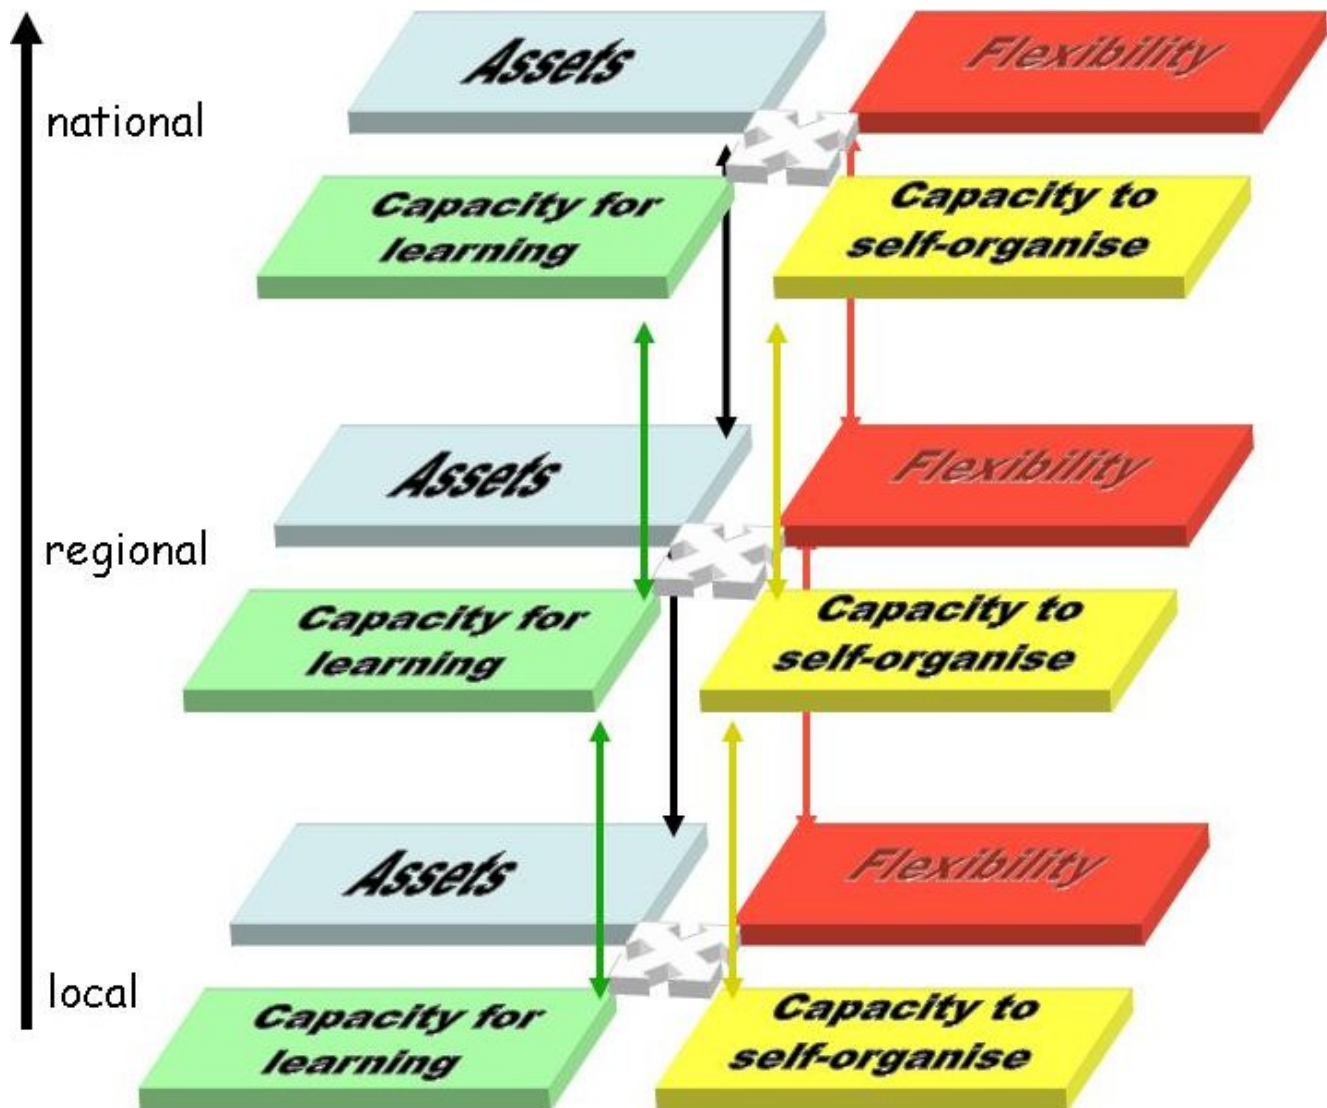 Assets
Flexibility
national
Capacity for
learning
Capacity to
self-organise
Assets
Flexibility
regional
Capacity for
learning
Capacity to
self-organise
Assets
Flexibility
local
Capacity for
learning
Capacity to
self-organise